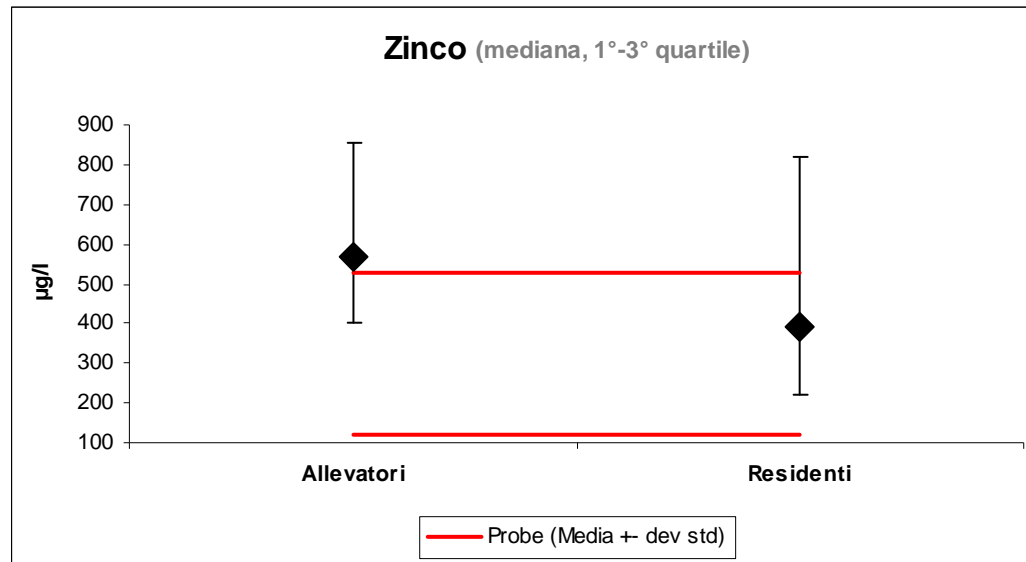 Zinco (mediana, 1°-3° quartile)
900
800
700
600
500
400
300
200
100
µg/l
Allevatori Residenti
Probe (Media +- dev std)